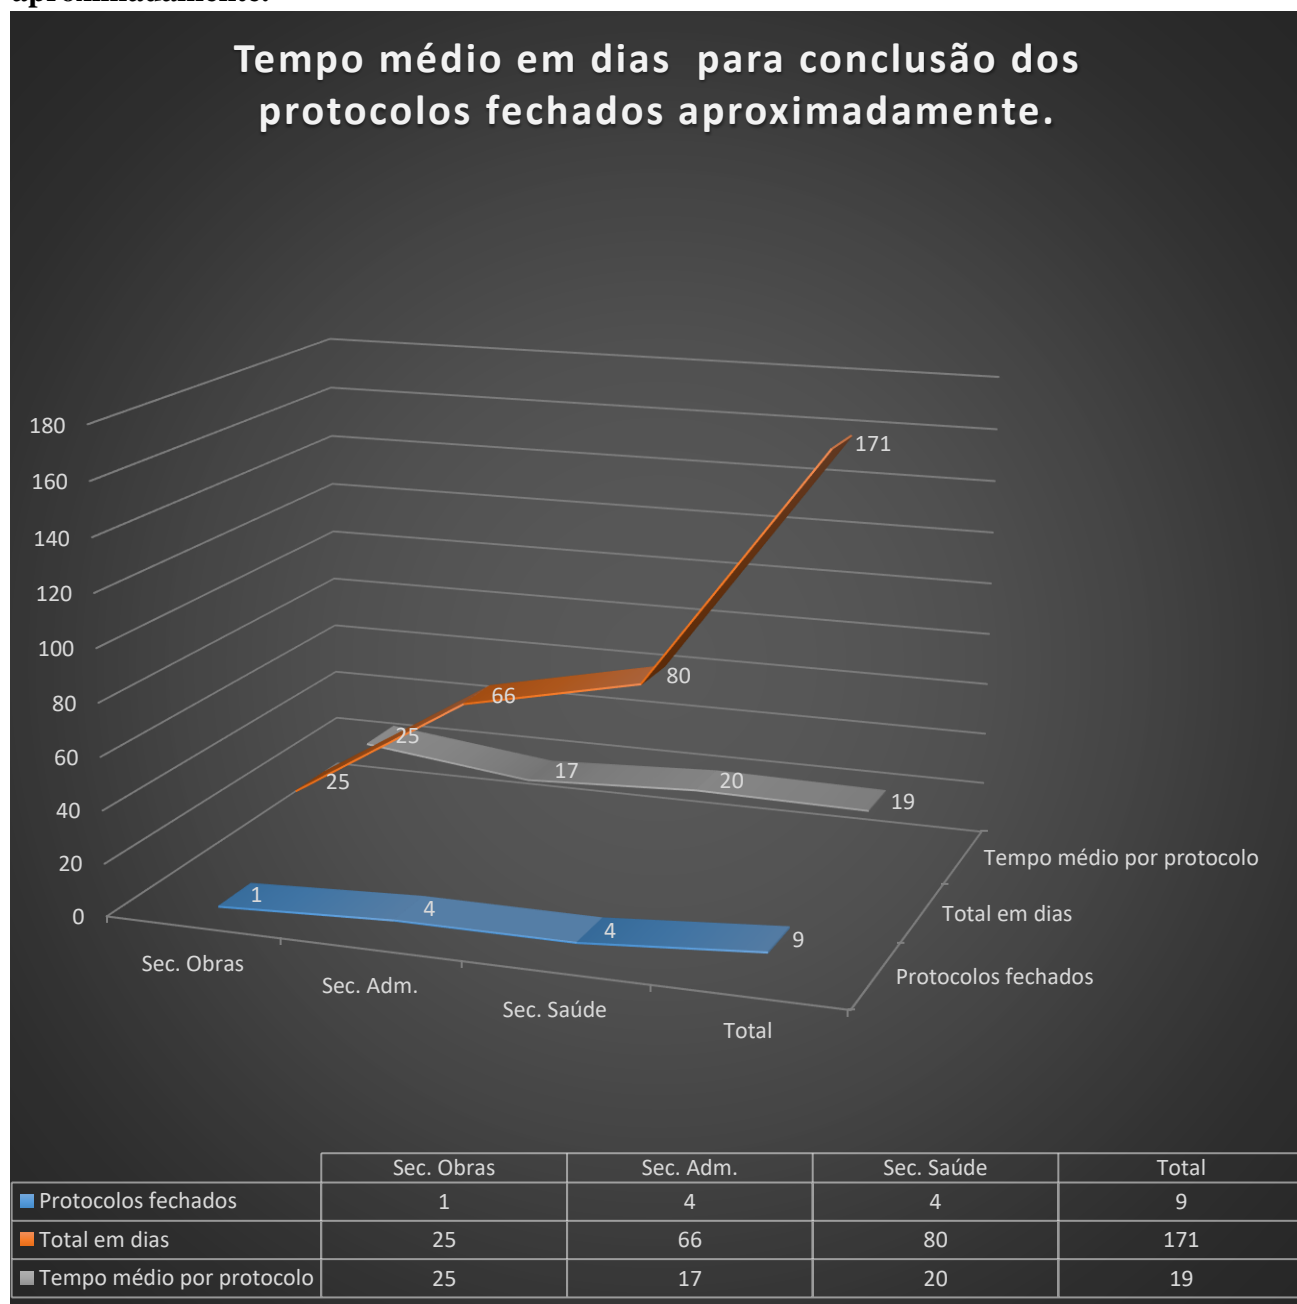 aproximadamente.
Tempo médio em dias para conclusão dos
protocolos fechados aproximadamente.
180
160
140
120
100
80
60
40
20
0
171
66
80
25
25
17
20
19
1
4
4
9
Sec. Obras
Sec. Adm.
Sec. Saúde
Total
Tempo médio por protocolo
Total em dias
Protocolos fechados
Sec. Obras Sec. Adm. Sec. Saúde Total
Protocolos fechados 1 4 4 9
Total em dias 25 66 80 171
Tempo médio por protocolo 25 17 20 19